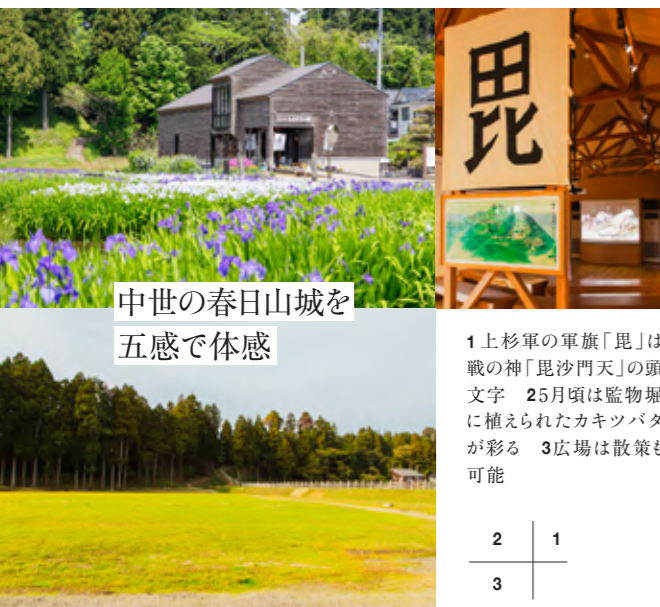 毘
中世の春日山城を
五感で体感
1 上杉軍の軍旗「毘」は
戦の神「毘沙門天」の頭
文字 2 5月頃は監物堀
に植えられたカキツバタ
が彩る 3 広場は散策も
可能
2 1
3